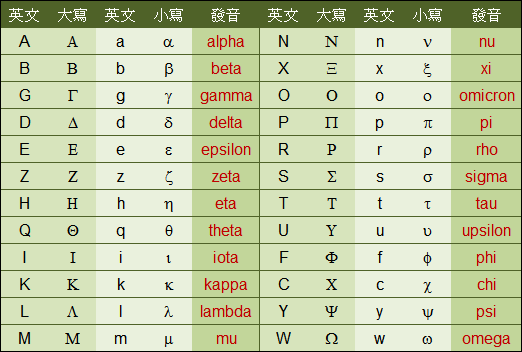 英文 大寫 英文 小寫 發音 英文 大寫 英文 小寫 發音
A Α a α alpha N Ν n ν nu
B Β b β beta X Ξ x ξ xi
G Γ g γ gamma O Ο o ο omicron
D Δ d δ delta P Π p π pi
E Ε e ε epsilon R Ρ r ρ rho
Z Ζ z ζ zeta S Σ s σ sigma
H Η h η eta T Τ t τ tau
Q Θ q θ theta U Υ u υ upsilon
I Ι i ι iota F Φ f ϕ phi
K Κ k κ kappa C Χ c χ chi
L Λ l λ lambda Y Ψ y ψ psi
M Μ m μ mu W Ω w ω omega